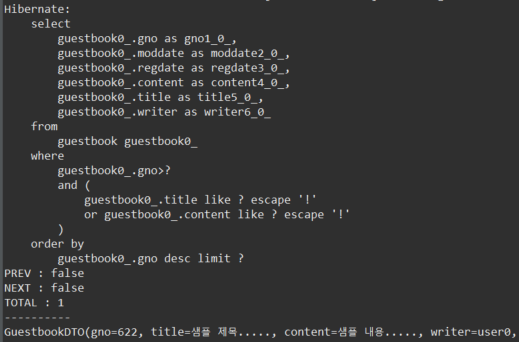 Hibernate:
    select
        guestbook0_.gno as gno1_0_,
        guestbook0_.moddate as moddate2_0_,
        guestbook0_.regdate as regdate3_0_,
        guestbook0_.content as content4_0_,
        guestbook0_.title as title5_0_,
        guestbook0_.writer as writer6_0_
    from
        guestbook guestbook0_
    where
        guestbook0_.gno>?
        and (
            guestbook0_.title like ? escape '!'
            or guestbook0_.content like ? escape '!'
        )
    order by
        guestbook0_.gno desc limit ?
PREV : false
NEXT : false
TOTAL : 1
----------
GuestbookDTO(gno=622, title=샘플 제목....., content=샘플 내용....., writer=user0,